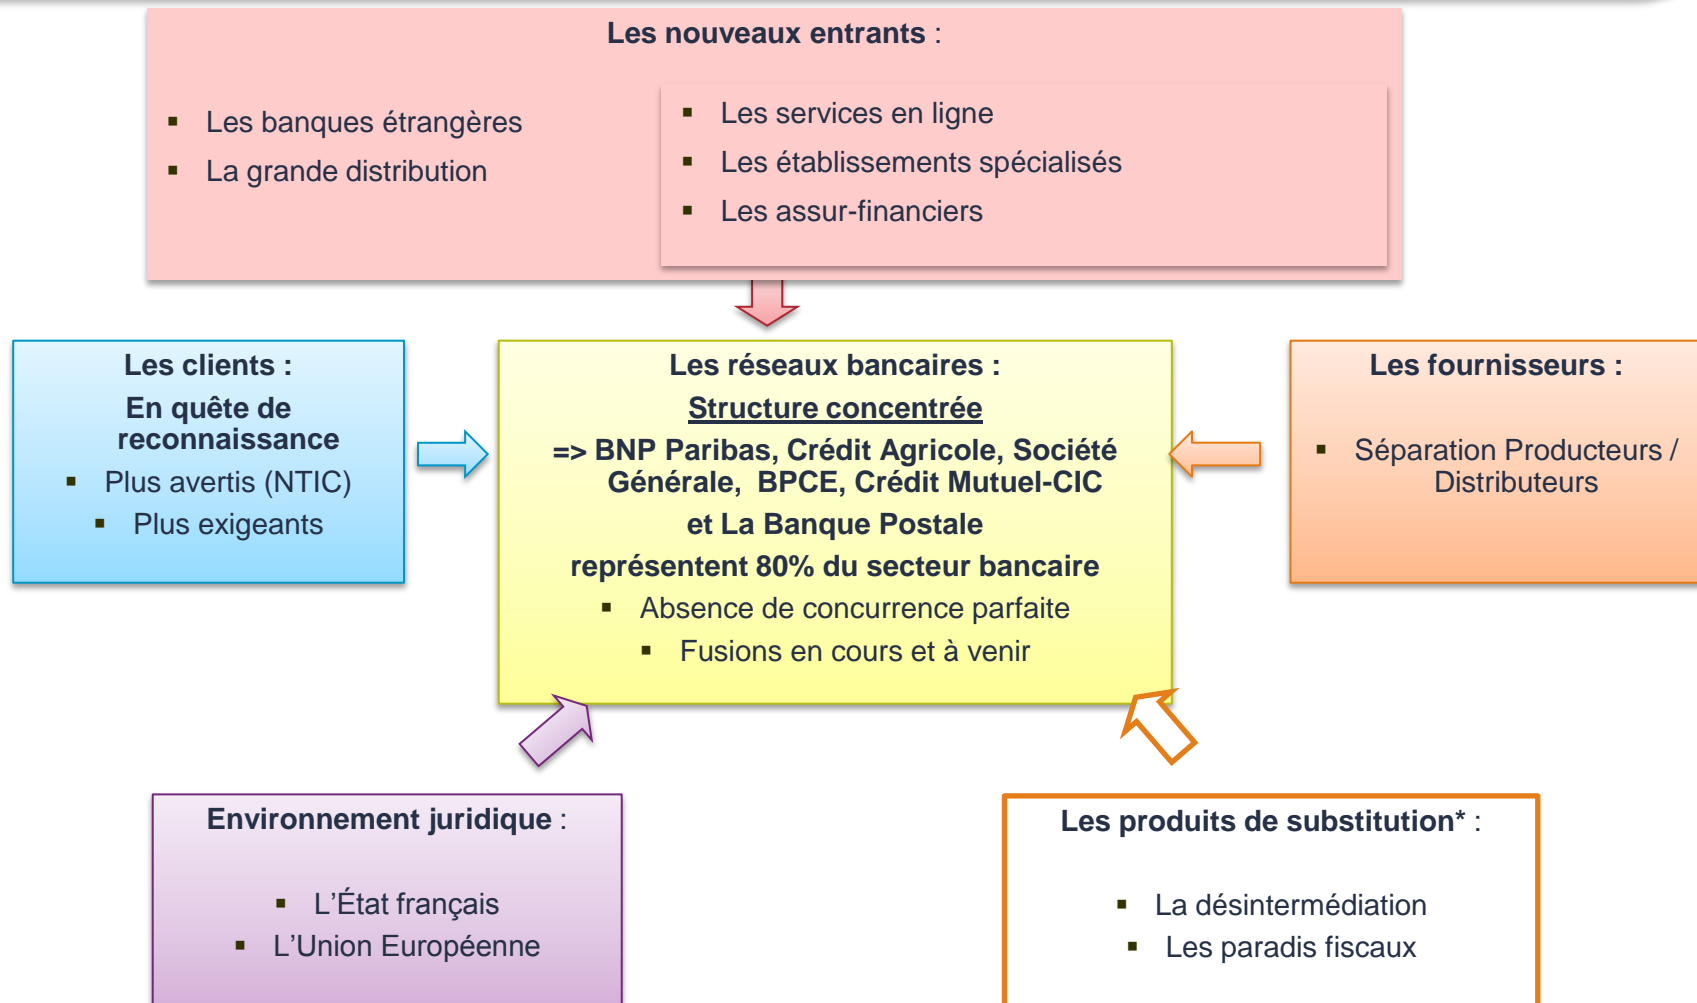 Les nouveaux entrants :
▪ Les banques étrangères
▪ La grande distribution
▪ Les services en ligne
▪ Les établissements spécialisés
▪ Les assur-financiers
Les clients :
En quête de
reconnaissance
▪ Plus avertis (NTIC)
▪ Plus exigeants
Les réseaux bancaires :
Structure concentrée
=> BNP Paribas, Crédit Agricole, Société
Générale, BPCE, Crédit Mutuel-CIC
et La Banque Postale
représentent 80% du secteur bancaire
▪ Absence de concurrence parfaite
▪ Fusions en cours et à venir
Les fournisseurs :
▪ Séparation Producteurs /
Distributeurs
Environnement juridique :
▪ L’État français
▪ L’Union Européenne
Les produits de substitution* :
▪ La désintermédiation
▪ Les paradis fiscaux